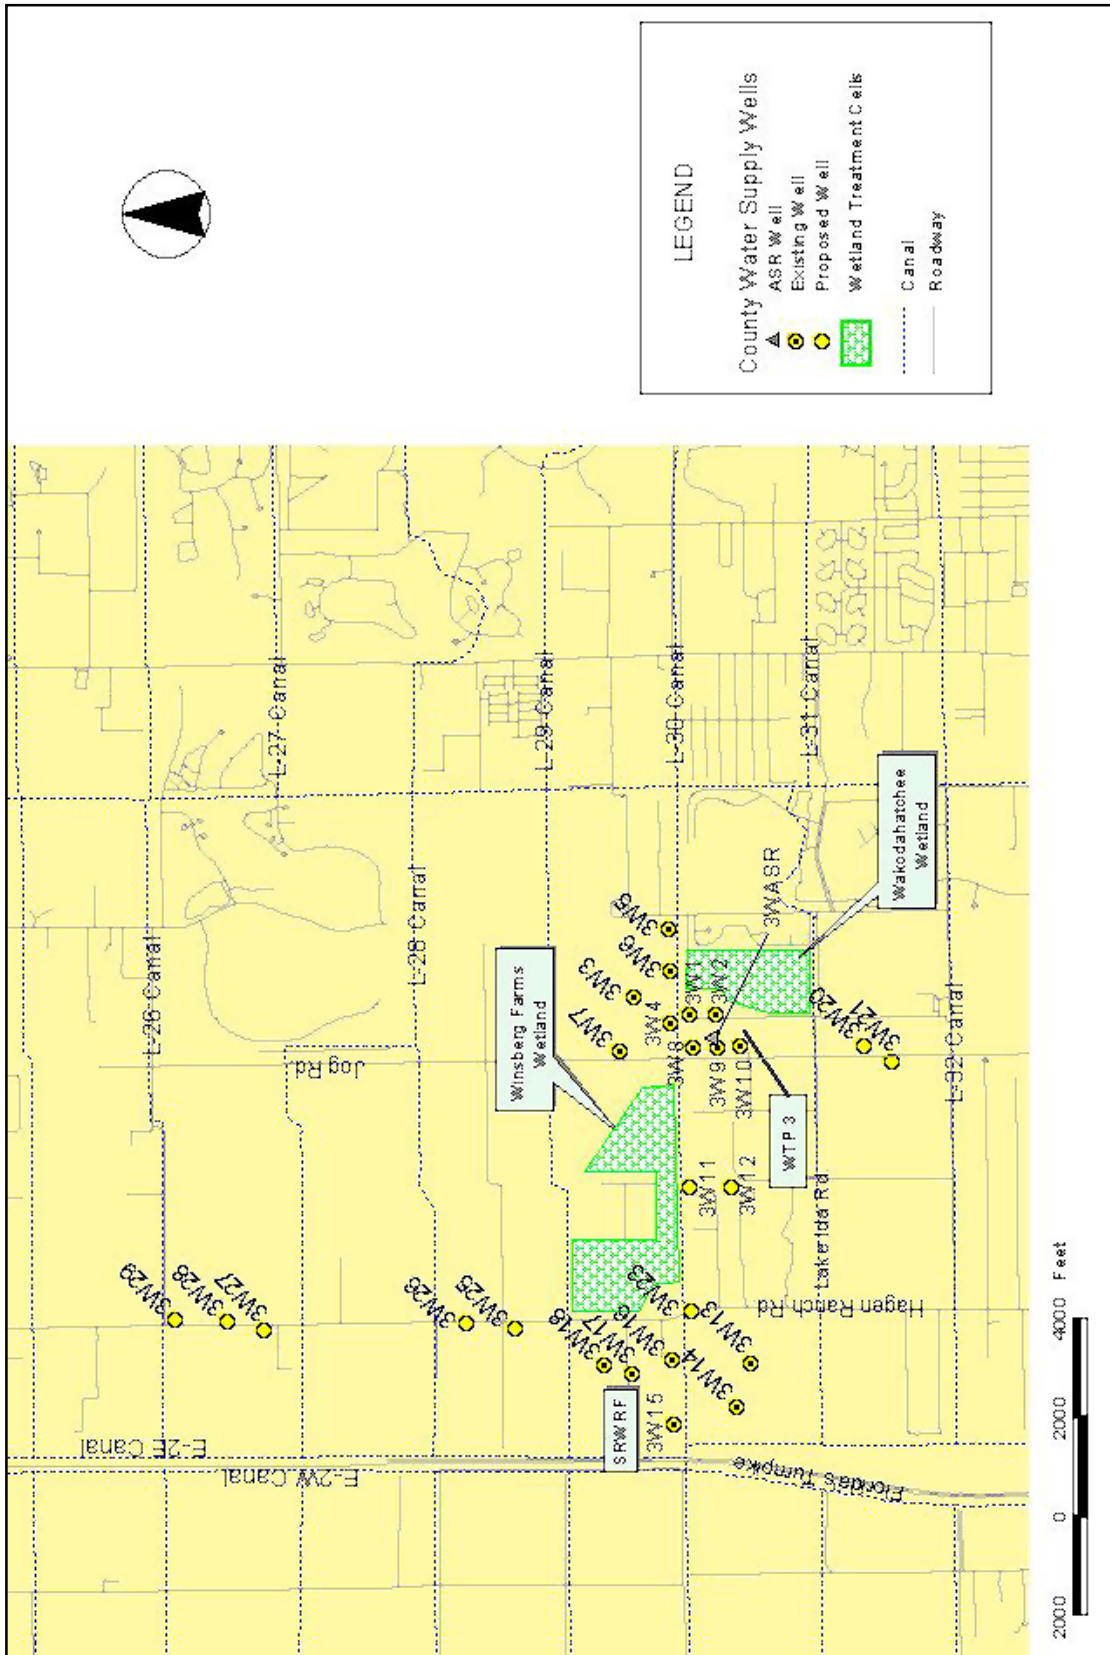 LEGEND
County Water Supply Wells
ASR Well
Existing Well
Proposed Well
Wetland Treatment Cells
Canal
Roadway
L-26 Canal
L-27 Canal
L-28 Canal
L-28 Canal
L-29 Canal
L-30 Canal
L-31 Canal
L-32 Canal
Jog Rd
Hagen Ranch Rd
Lake Ida Rd
E-2E Canal
E-2W Canal
Florida's Turnpike
Winsberg Farms
Wetland
Wakodahatchee
Wetland
WTP 3
SRWRF
3WASR
3W5
3W6
3W3
3W7
3W4
3W1
3W2
3W8
3W9
3W10
3W20
3W21
3W11
3W12
3W23
3W13
3W14
3W15
3W16
3W17
3W18
3W25
3W26
3W27
3W28
3W29
2000 0 2000 4000 Feet